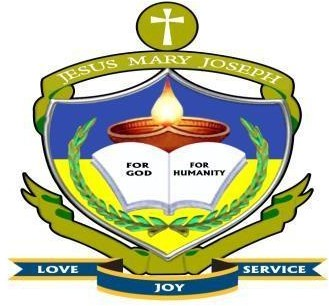 JESUS MARY JOSEPH
FOR GOD
FOR HUMANITY
LOVE JOY SERVICE